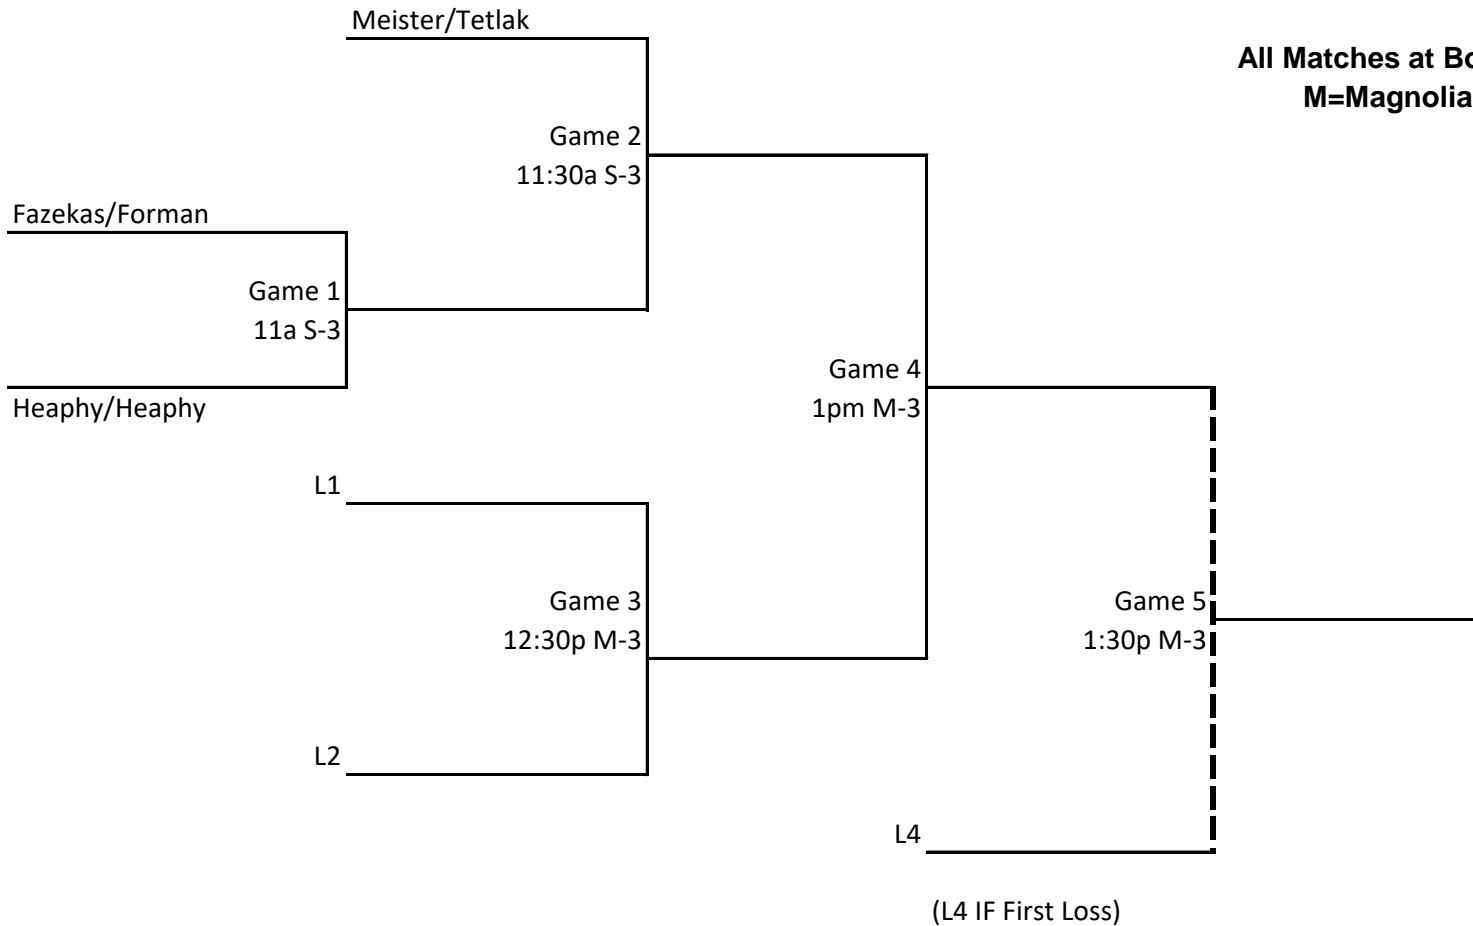 Meister/Tetlak
All Matches at
M=Magnolia
Game 2
11:30a S-3
Fazekas/Forman
Game 1
11a S-3
Game 4
1pm M-3
Heaphy/Heaphy
L1
Game 3
12:30p M-3
Game 5
1:30p M-3
L2
L4
(L4 IF First Loss)